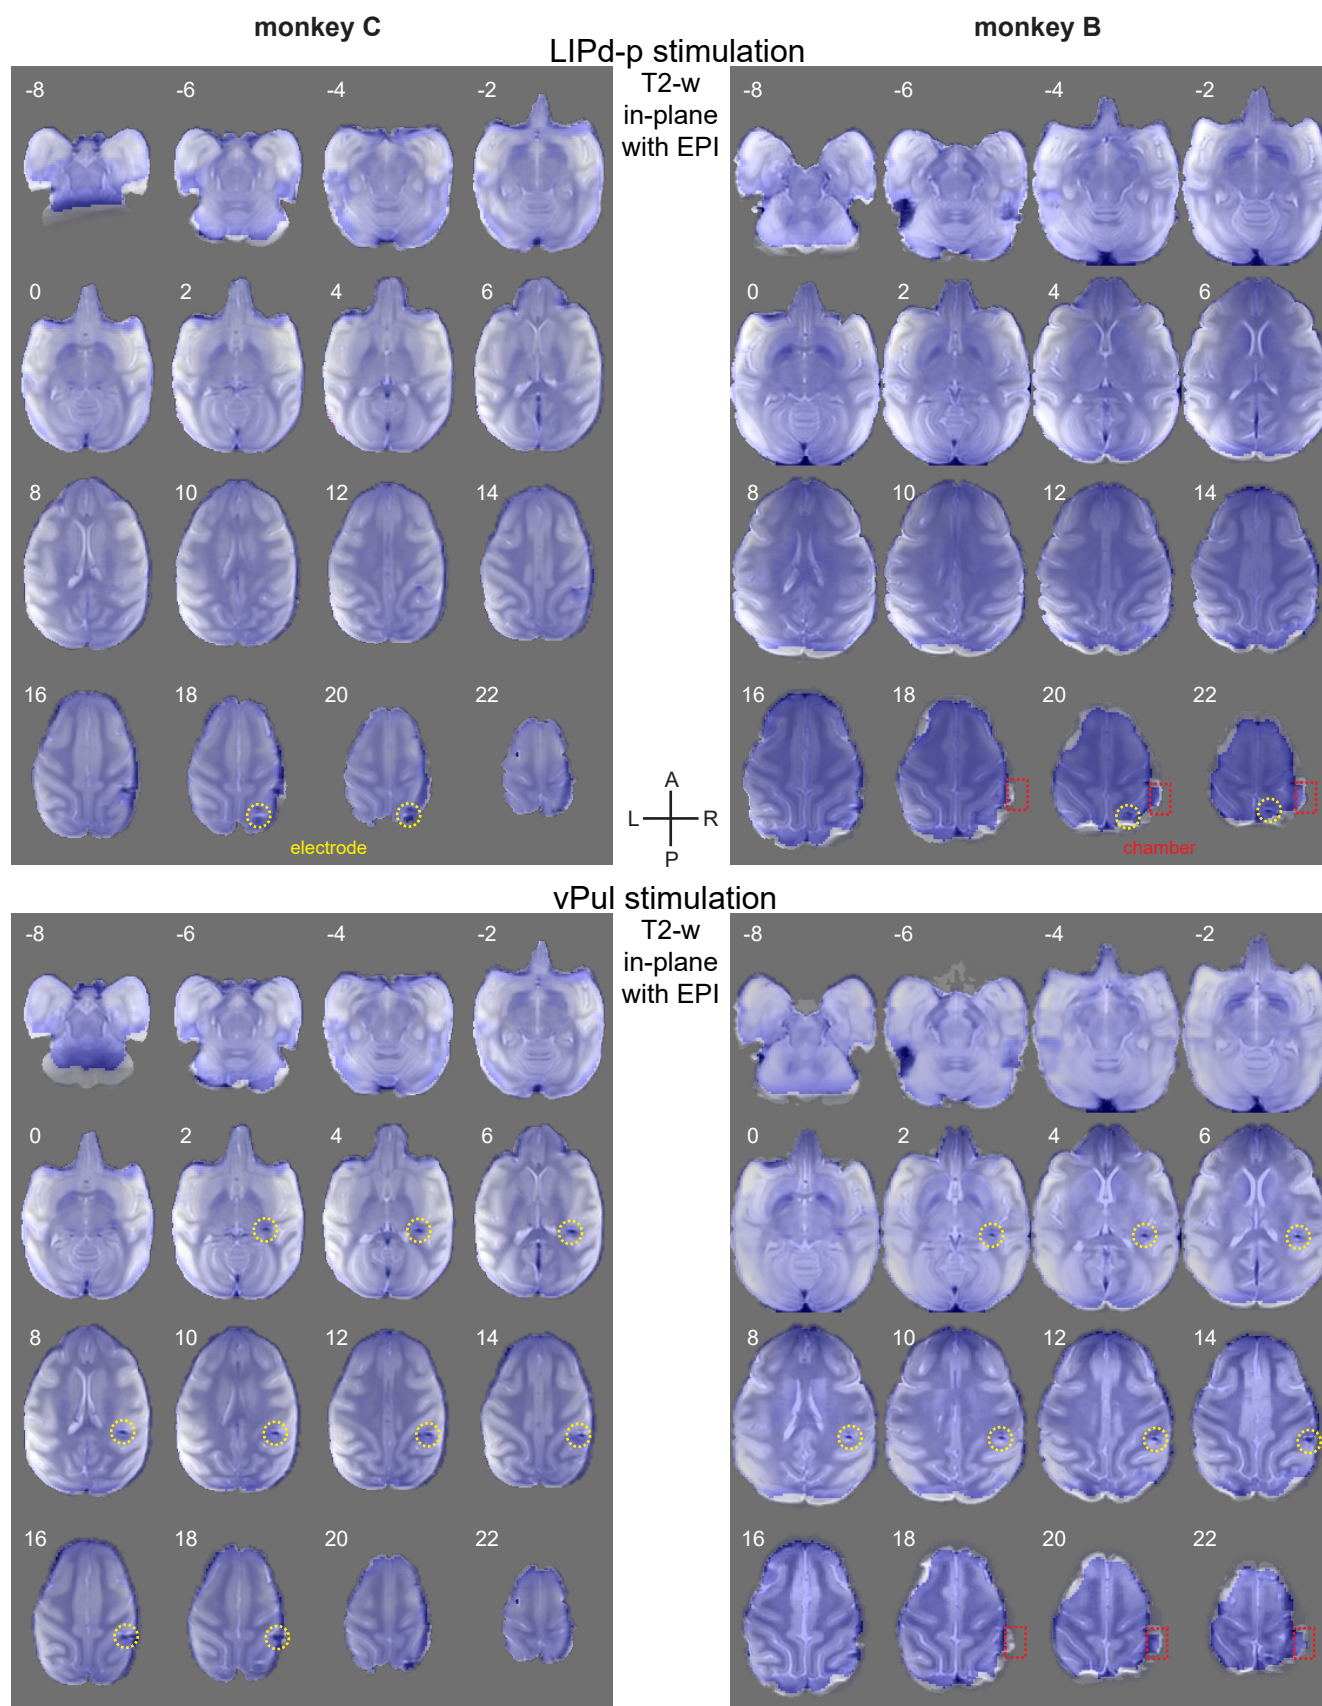 monkey C
monkey B
LIPd-p stimulation
T2-w
in-plane
with EPI
-8 -6 -4 -2
0 2 4 6
8 10 12 14
16 18 20 22
electrode
A
L R
P
-8 -6 -4 -2
0 2 4 6
8 10 12 14
16 18 20 22
chamber
vPul stimulation
T2-w
in-plane
with EPI
-8 -6 -4 -2
0 2 4 6
8 10 12 14
16 18 20 22
-8 -6 -4 -2
0 2 4 6
8 10 12 14
16 18 20 22